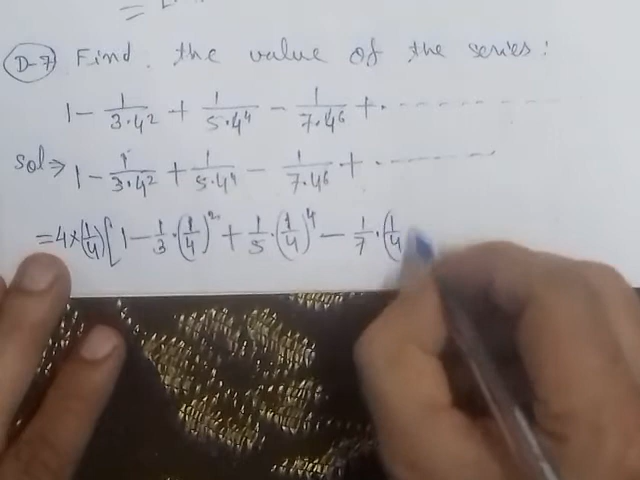 D-7 Find the value of the series:
1 - 1/3·4² + 1/5·4⁴ - 1/7·4⁶ + · - - - - - -
Sol ⇒ 1 - 1/3·4² + 1/5·4⁴ - 1/7·4⁶ + · - - - - -
= 4×(1/4)[1 - 1/3·(1/4)² + 1/5·(1/4)⁴ - 1/7·(1/4